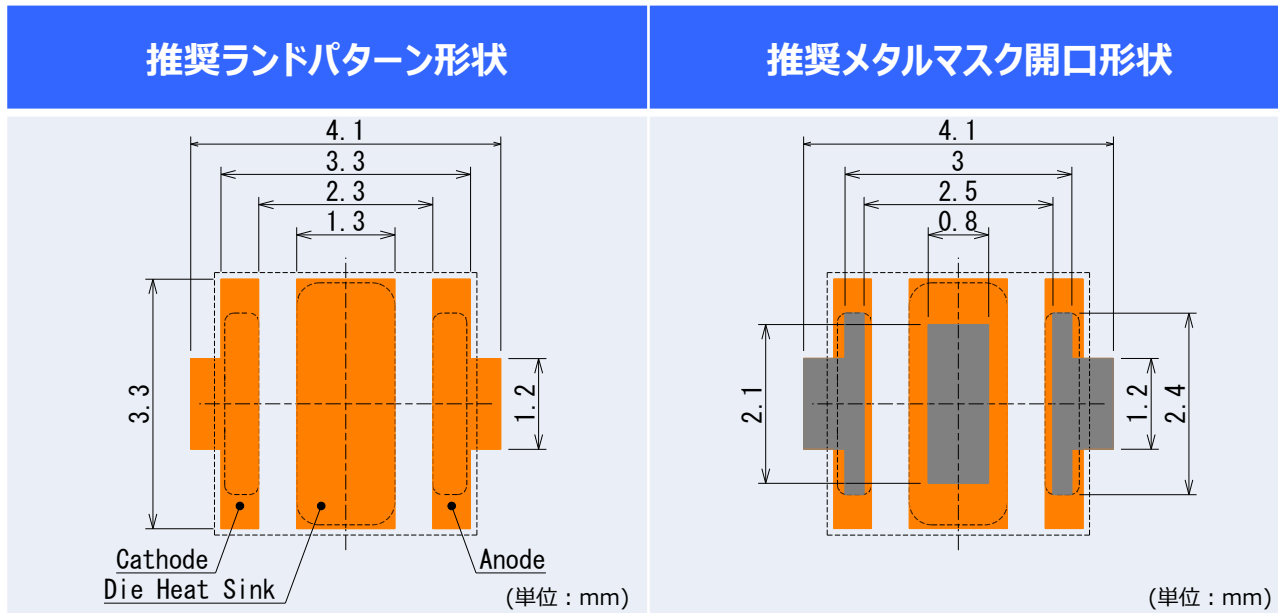 推奨ランドパターン形状
推奨メタルマスク開口形状
4.1
3.3
2.3
1.3
3.3
1.2
Cathode
Die Heat Sink
Anode
(単位：mm)
4.1
3
2.5
0.8
2.1
1.2
2.4
(単位：mm)